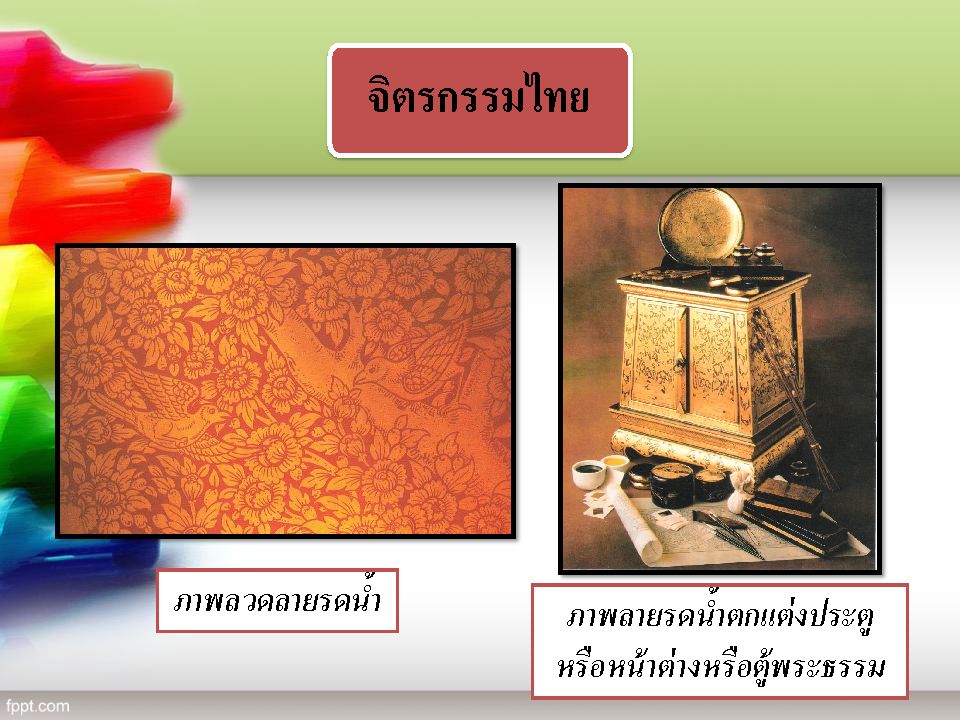 จิตรกรรมไทย
ภาพลวดลายรดน้ำ
ภาพลายรดน้ำตกแต่งประตู
หรือหน้าต่างหรือตู้พระธรรม
fppt.com